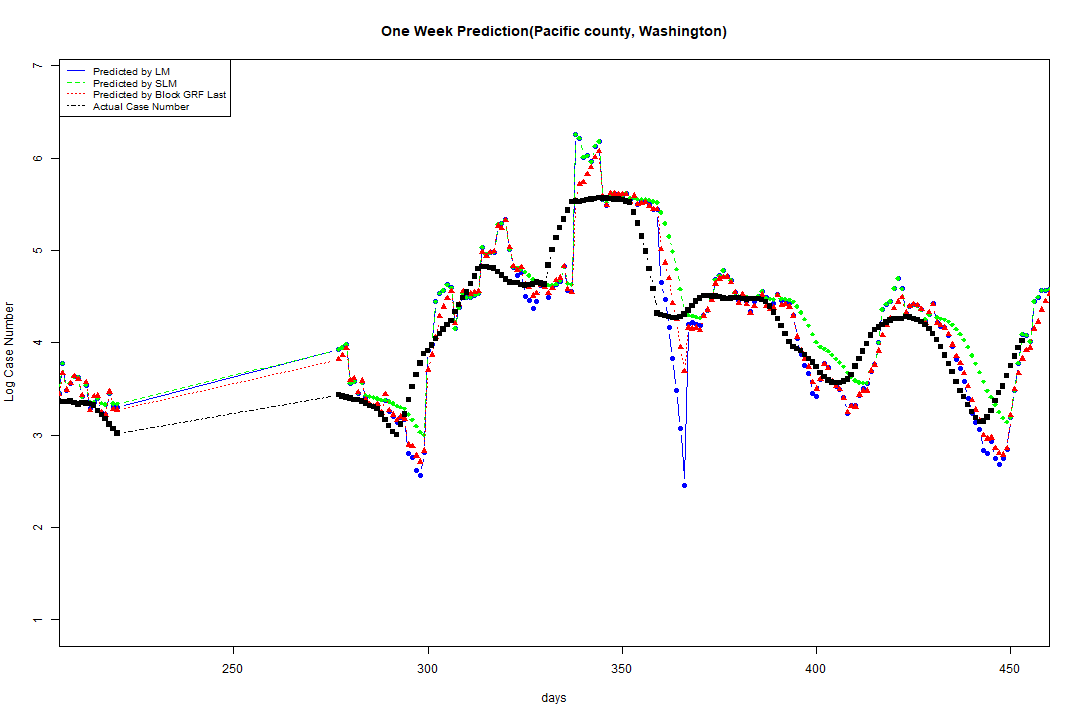 One Week Prediction(Pacific county, Washington)
Predicted by LM
Predicted by SLM
Predicted by Block GRF Last
Actual Case Number
7
6
5
4
3
2
1
Log Case Number
250
300
350
400
450
days